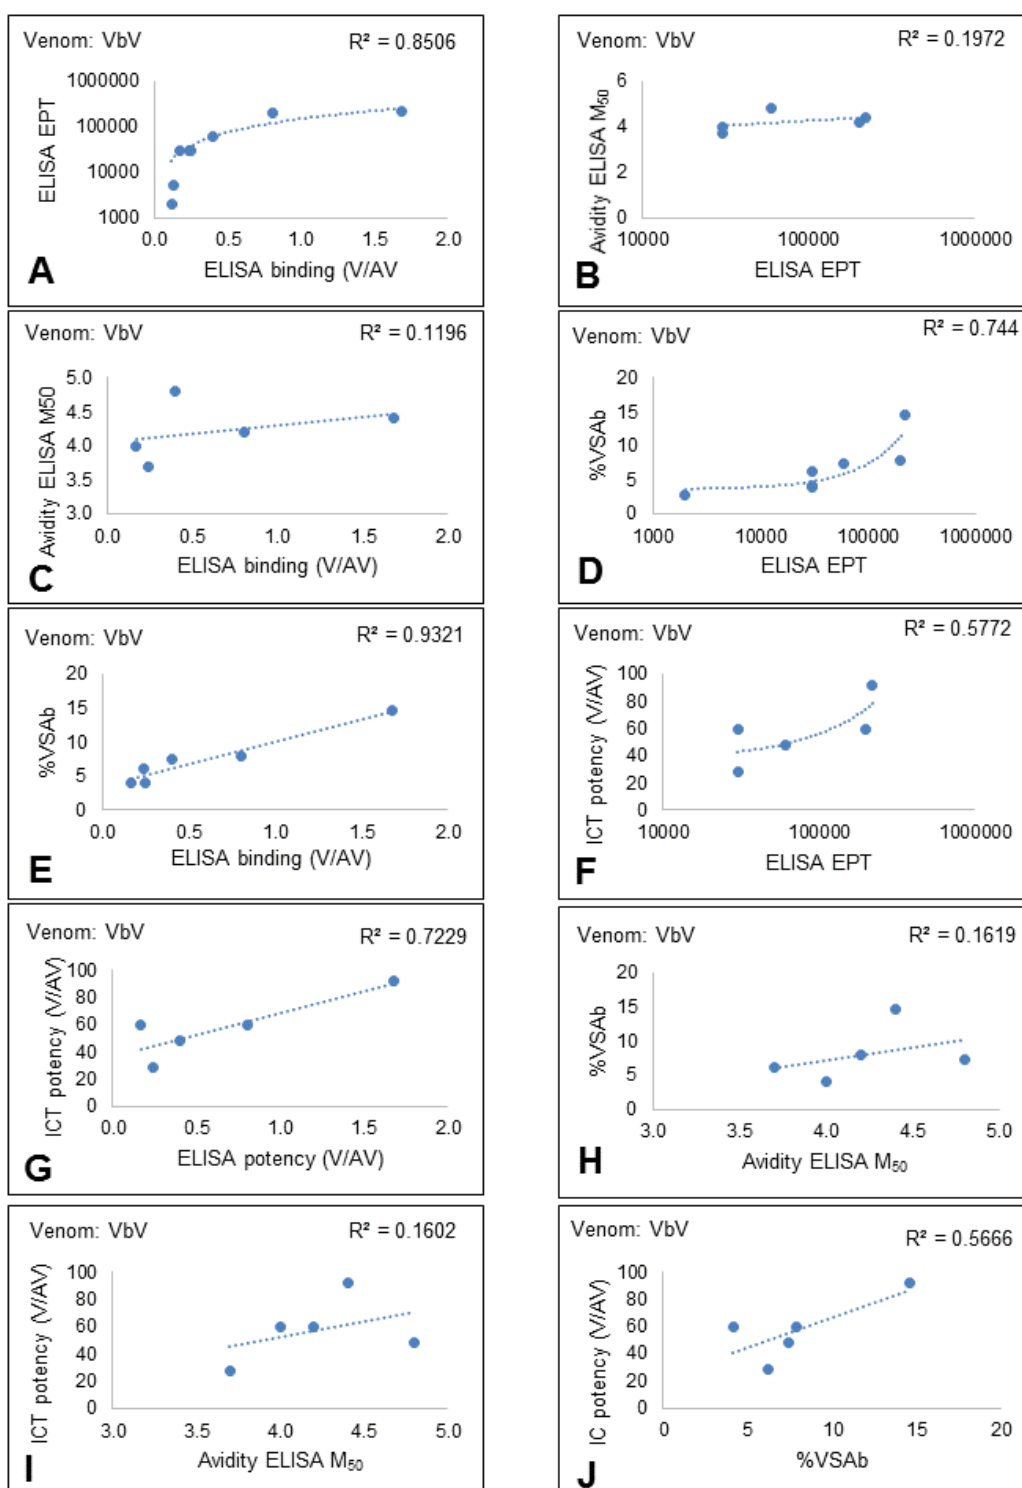 Venom: VbV
R² = 0.8506
ELISA EPT
1000000
100000
10000
1000
0.0 0.5 1.0 1.5 2.0
ELISA binding (V/AV
A
Venom: VbV
R² = 0.1972
Avidity ELISA M₅₀
6
4
2
0
10000 100000 1000000
ELISA EPT
B
Venom: VbV
R² = 0.1196
Avidity ELISA M50
5.0
4.5
4.0
3.5
3.0
0.0 0.5 1.0 1.5 2.0
ELISA binding (V/AV)
C
Venom: VbV
R² = 0.744
%VSAb
20
15
10
5
0
1000 10000 100000 1000000
ELISA EPT
D
Venom: VbV
R² = 0.9321
%VSAb
20
15
10
5
0
0.0 0.5 1.0 1.5 2.0
ELISA binding (V/AV)
E
Venom: VbV
R² = 0.5772
ICT potency (V/AV)
100
80
60
40
20
0
10000 100000 1000000
ELISA EPT
F
Venom: VbV
R² = 0.7229
ICT potency (V/AV)
100
80
60
40
20
0
0.0 0.5 1.0 1.5 2.0
ELISA potency (V/AV)
G
Venom: VbV
R² = 0.1619
%VSAb
20
15
10
5
0
3.0 3.5 4.0 4.5 5.0
Avidity ELISA M₅₀
H
Venom: VbV
R² = 0.1602
ICT potency (V/AV)
100
80
60
40
20
0
3.0 3.5 4.0 4.5 5.0
Avidity ELISA M₅₀
I
Venom: VbV
R² = 0.5666
IC potency (V/AV)
100
80
60
40
20
0
0 5 10 15 20
%VSAb
J